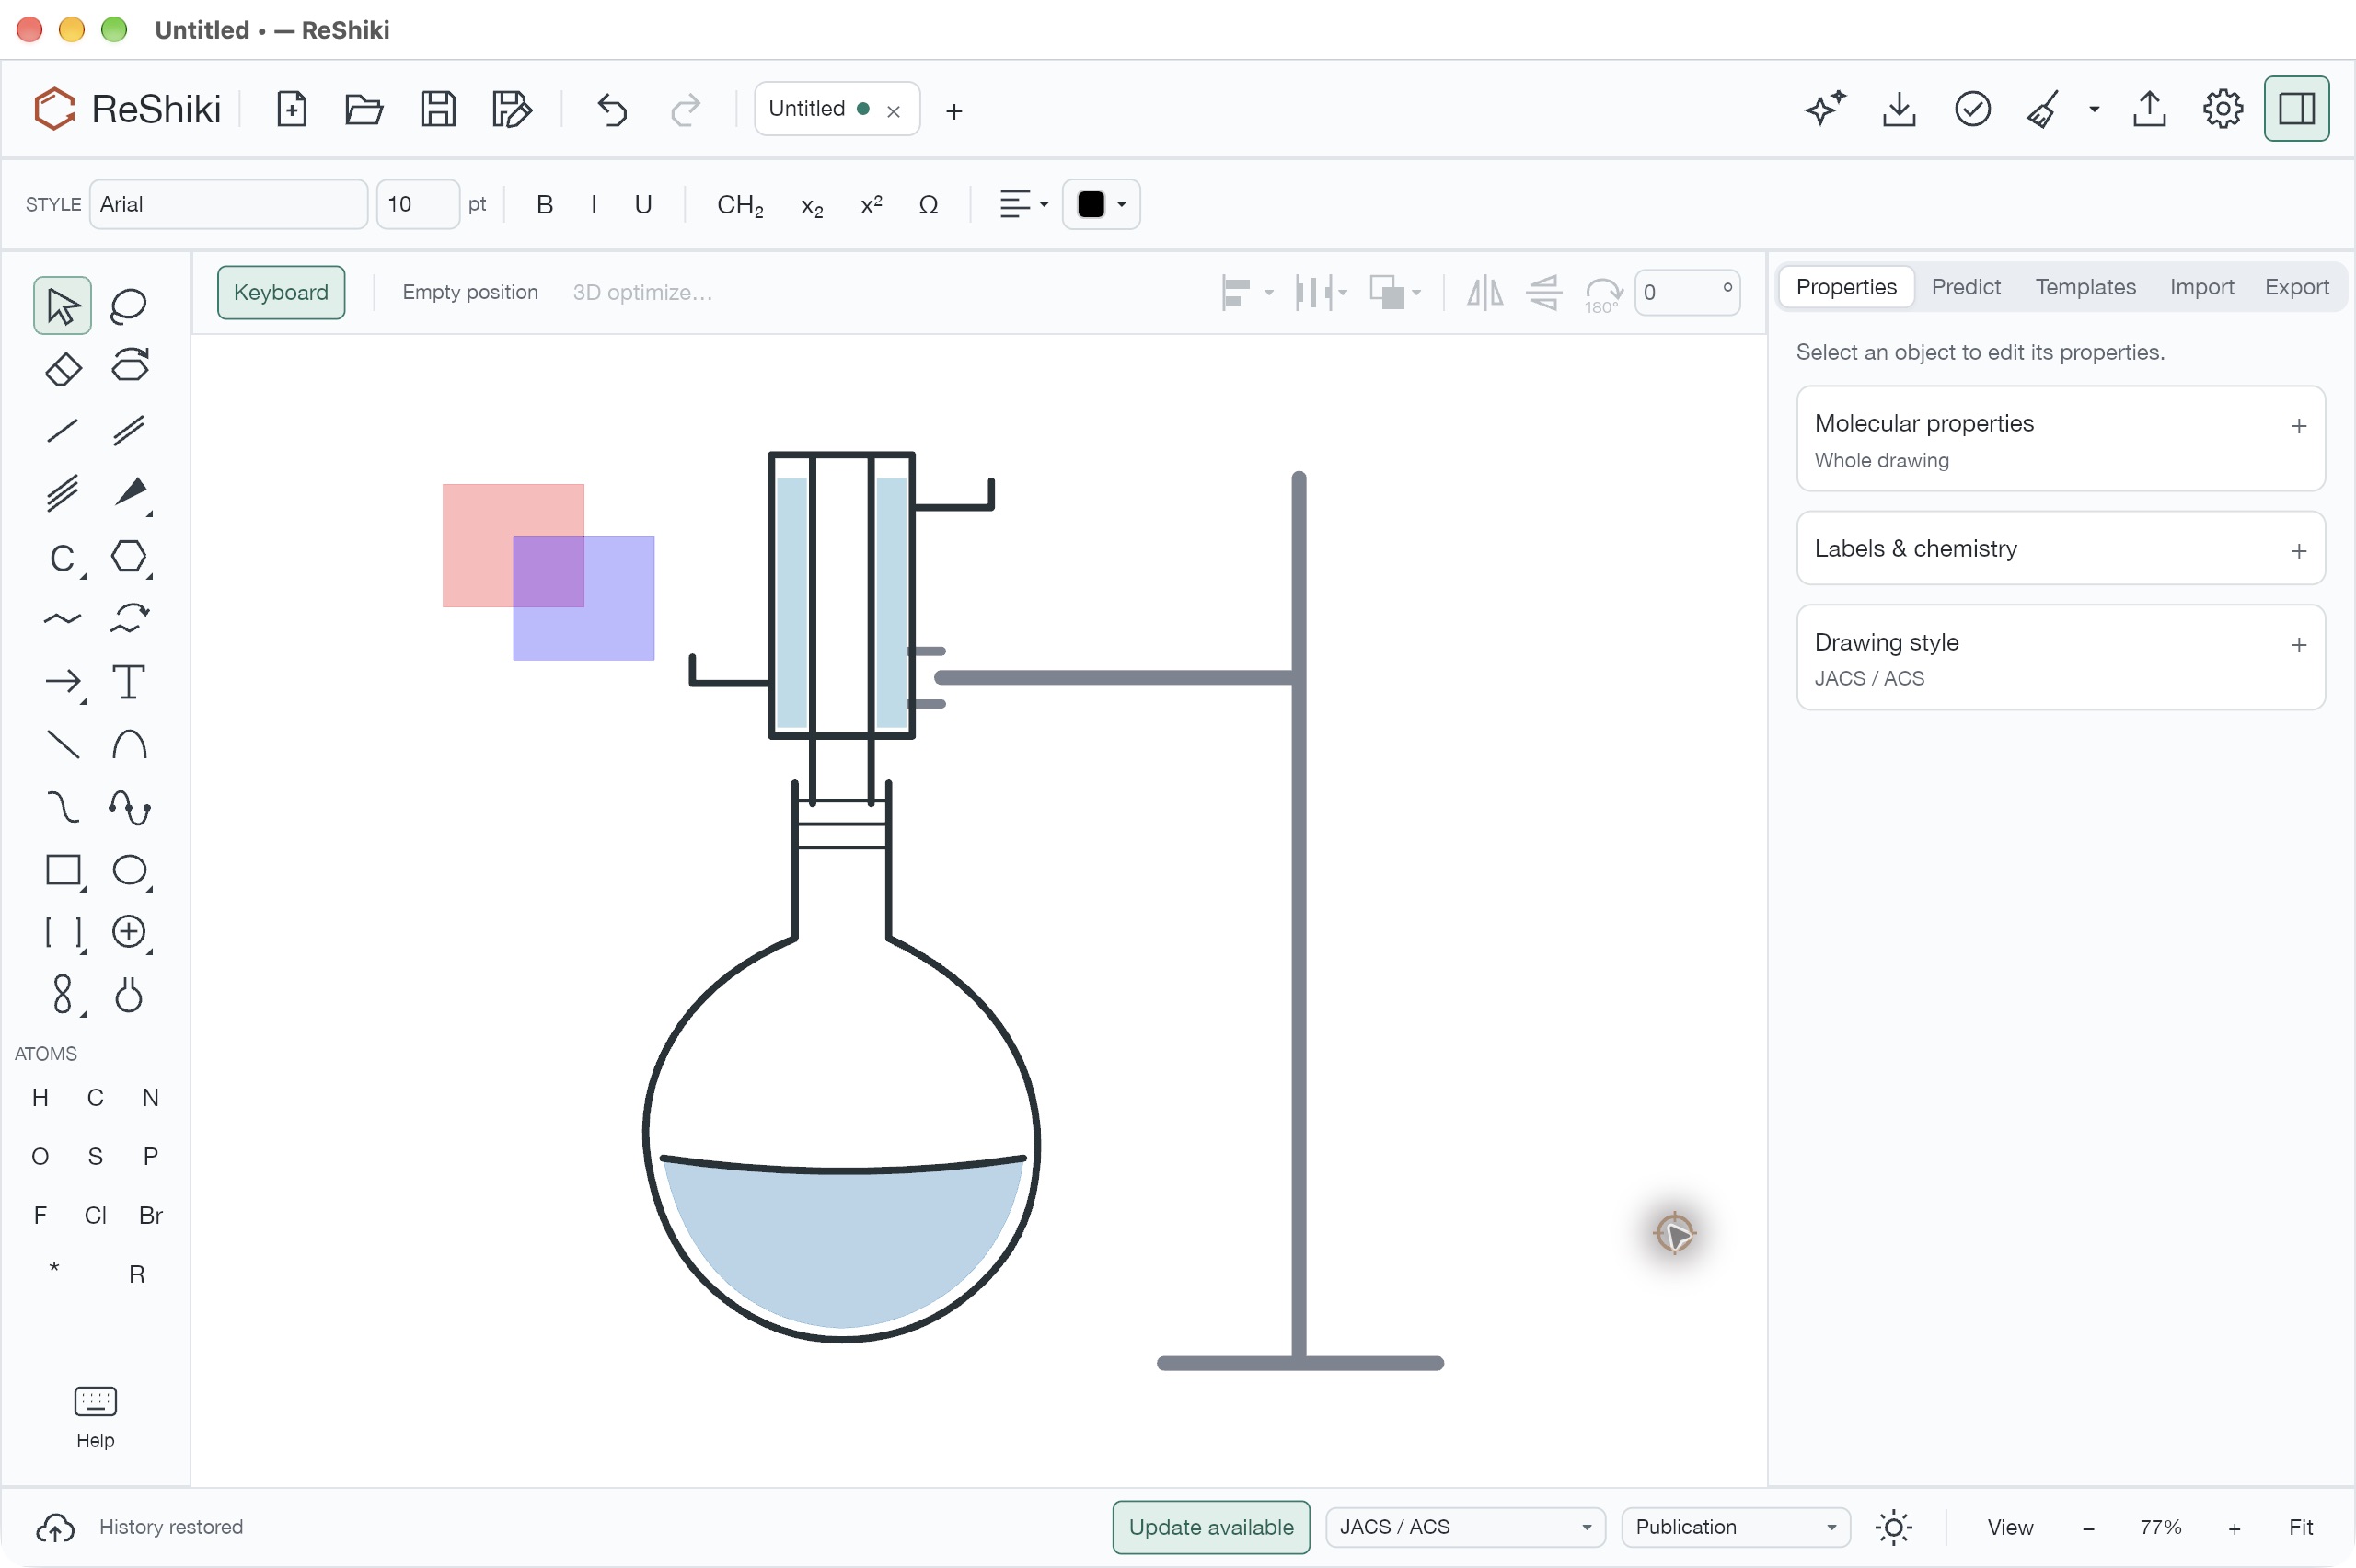 Untitled • — ReShiki
ReShiki
Untitled
STYLE Arial 10 pt B I U CH₂ x₂ x² Ω
Keyboard Empty position 3D optimize… 180° 0 °
Properties Predict Templates Import Export
Select an object to edit its properties.
Molecular properties
Whole drawing
Labels & chemistry
Drawing style
JACS / ACS
C
T
ATOMS
H C N
O S P
F Cl Br
* R
Help
History restored Update available JACS / ACS Publication View − 77% + Fit